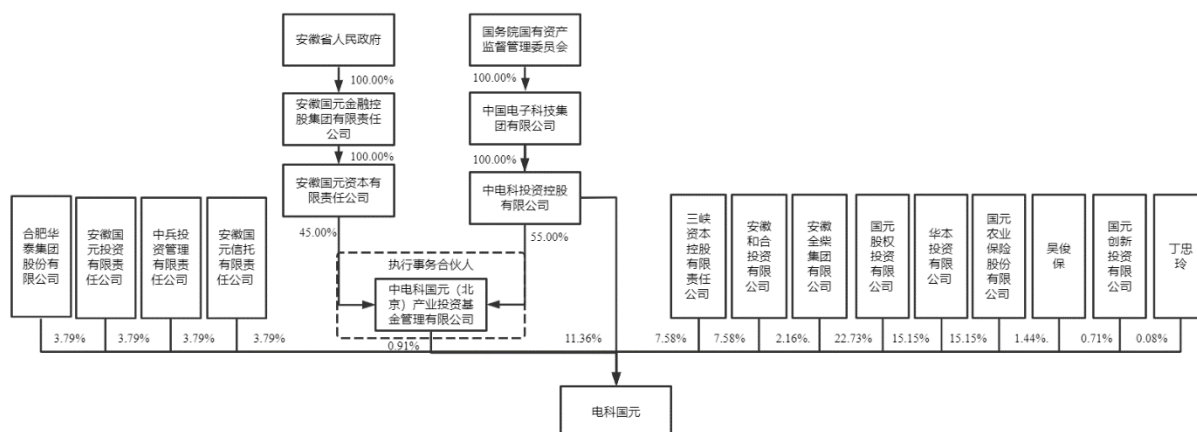 安徽省人民政府
国务院国有资产
监督管理委员会
100.00%
100.00%
安徽国元金融控
股集团有限责任
公司
中国电子科技集
团有限公司
100.00%
100.00%
安徽国元资本有
限责任公司
中电科投资控股
有限公司
45.00%
55.00%
合肥华
泰集团
股份有
限公司
安徽国
元投资
有限责
任公司
中兵投
资管理
有限责
任公司
安徽国
元信托
有限责
任公司
执行事务合伙人
中电科国元（北
京）产业投资基
金管理有限公司
三峡
资本
控股
有限
责任
公司
安徽
和合
投资
有限
公司
安徽
全柴
集团
有限
公司
国元
股权
投资
有限
公司
华本
投资
有限
公司
国元
农业
保险
股份
有限
公司
吴俊
保
国元
创新
投资
有限
公司
丁忠
玲
3.79%
3.79%
3.79%
3.79%
0.91%
11.36%
7.58%
7.58%
2.16%.
22.73%
15.15%
15.15%
1.44%.
0.71%
0.08%
电科国元